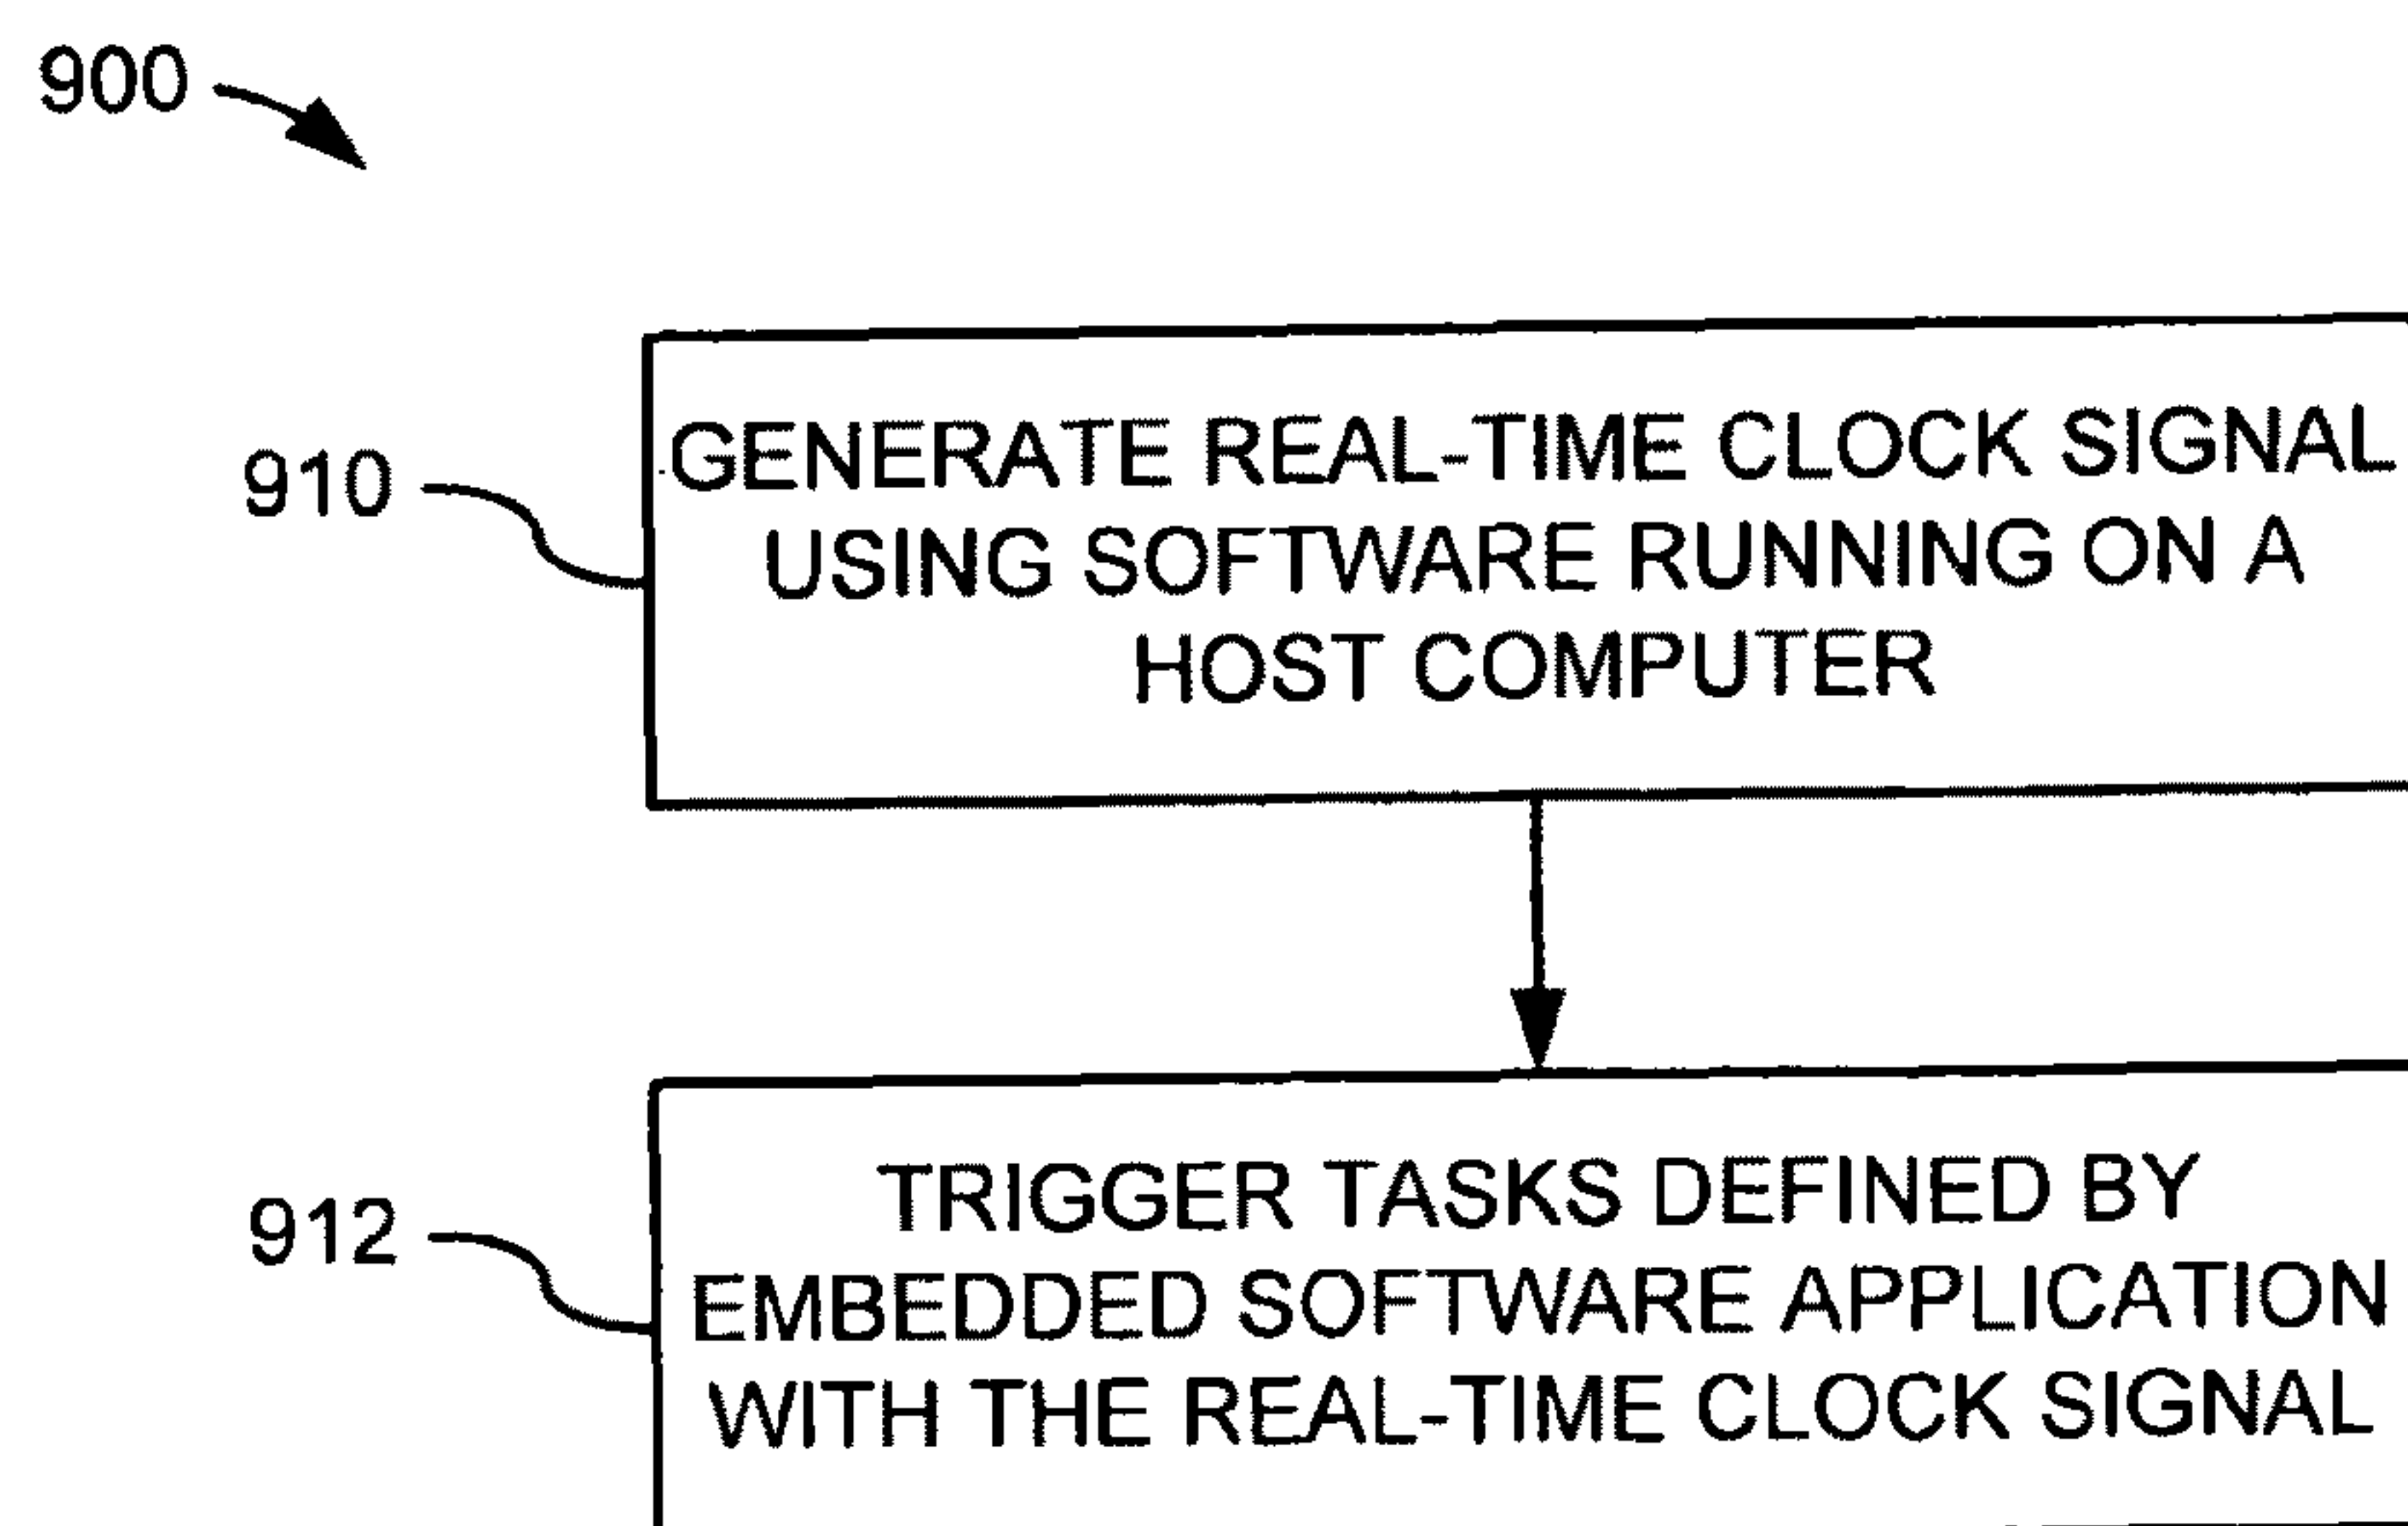 900
910
GENERATE REAL-TIME CLOCK SIGNAL
USING SOFTWARE RUNNING ON A
HOST COMPUTER
912
TRIGGER TASKS DEFINED BY
EMBEDDED SOFTWARE APPLICATION
WITH THE REAL-TIME CLOCK SIGNAL